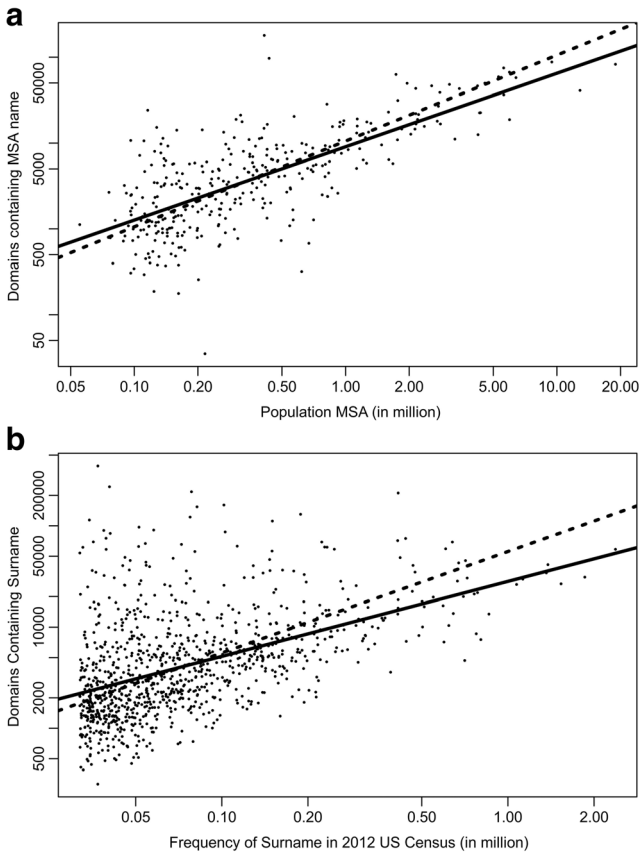 a
Domains containing MSA name
50000
5000
500
50
0.05 0.10 0.20 0.50 1.00 2.00 5.00 10.00 20.00
Population MSA (in million)
b
Domains Containing Surname
200000
50000
10000
2000
500
0.05 0.10 0.20 0.50 1.00 2.00
Frequency of Surname in 2012 US Census (in million)